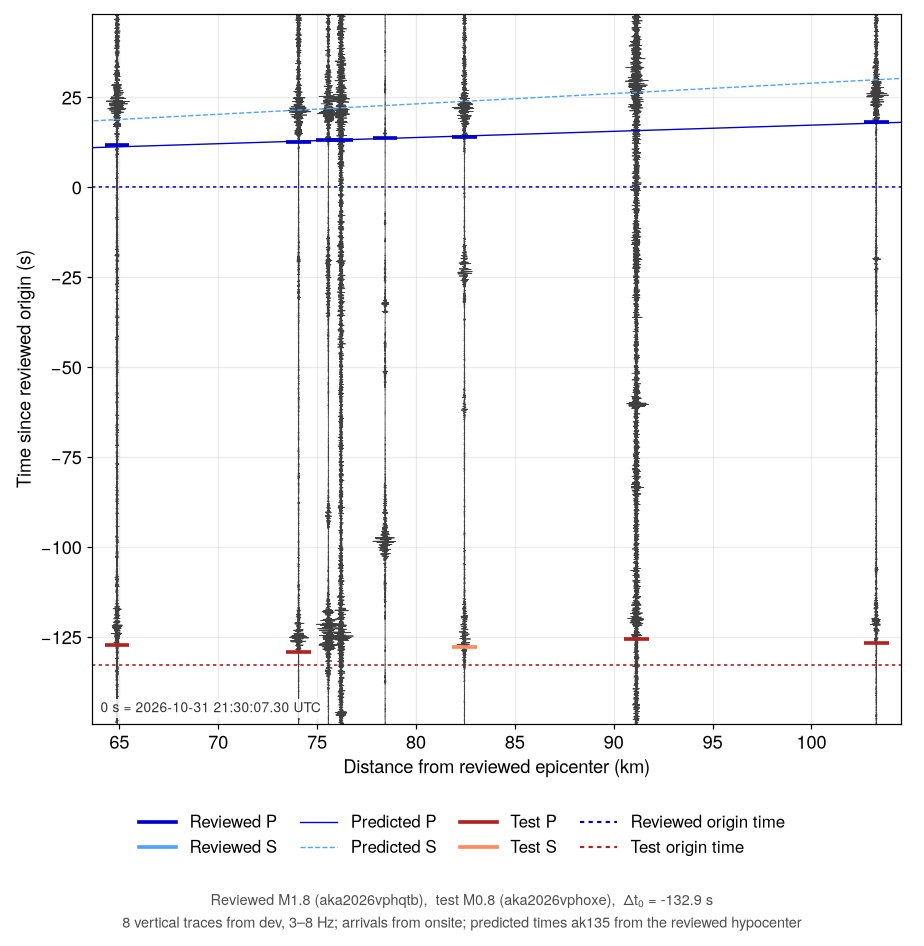 Time since reviewed origin (s)
25
0
−25
−50
−75
−100
−125
0 s = 2026-10-31 21:30:07.30 UTC
65 70 75 80 85 90 95 100
Distance from reviewed epicenter (km)
Reviewed P Predicted P Test P Reviewed origin time
Reviewed S Predicted S Test S Test origin time
Reviewed M1.8 (aka2026vphqtb), test M0.8 (aka2026vphoxe), Δt₀ = -132.9 s
8 vertical traces from dev, 3–8 Hz; arrivals from onsite; predicted times ak135 from the reviewed hypocenter